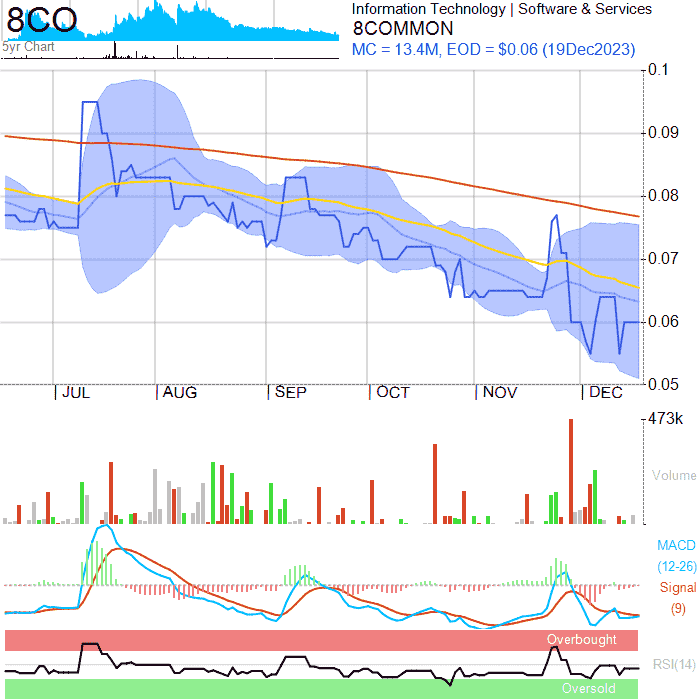 8CO
5yr Chart
Information Technology | Software & Services
8COMMON
MC = 13.4M, EOD = $0.06 (19Dec2023)
0.1
0.09
0.08
0.07
0.06
0.05
JUL AUG SEP OCT NOV DEC
473k
Volume
MACD
(12-26)
Signal
(9)
Overbought
RSI(14)
Oversold